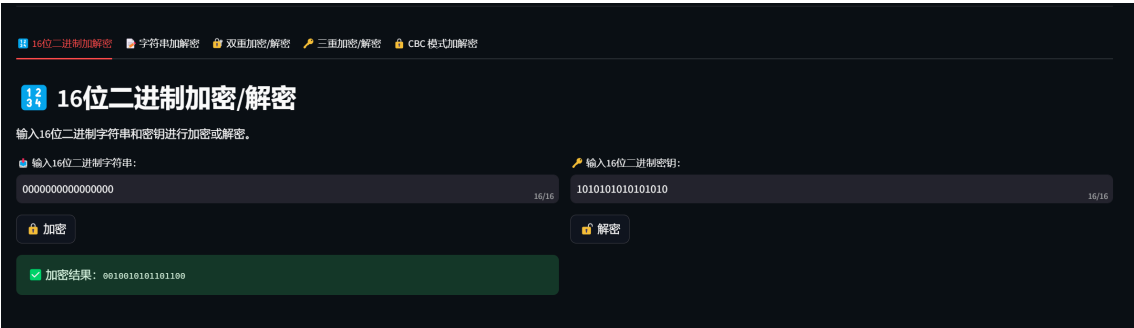 16位二进制加解密 字符串加解密 双重加密/解密 三重加密/解密 CBC 模式加解密
16位二进制加密/解密
输入16位二进制字符串和密钥进行加密或解密。
输入16位二进制字符串: 输入16位二进制密钥:
0000000000000000 16/16 1010101010101010 16/16
加密 解密
加密结果: 0010010101101100